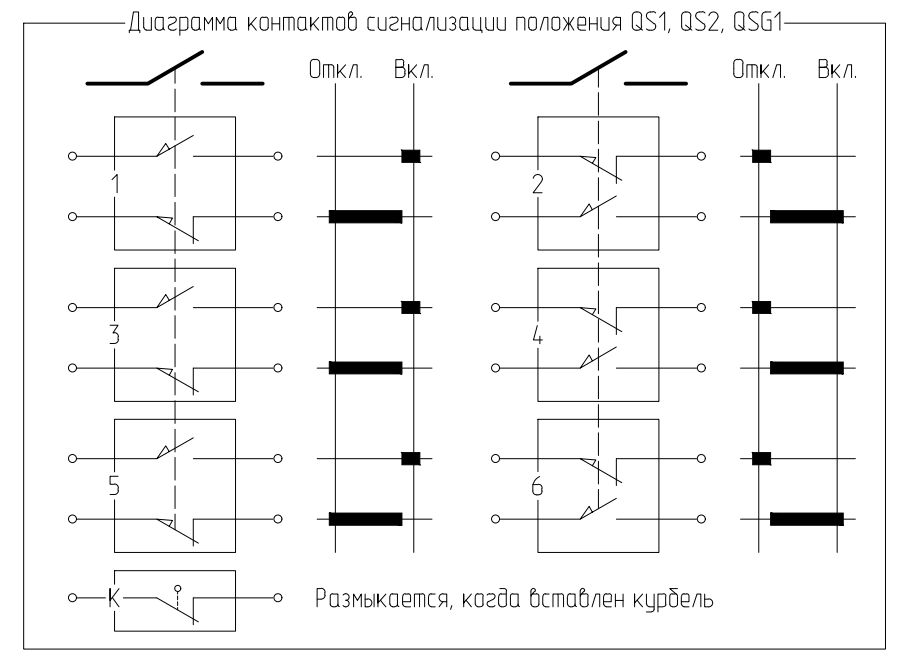 Диаграмма контактов сигнализации положения QS1, QS2, QSG1
Откл. Вкл. Откл. Вкл.
1 2
3 4
5 6
К Размыкается, когда вставлен курбель